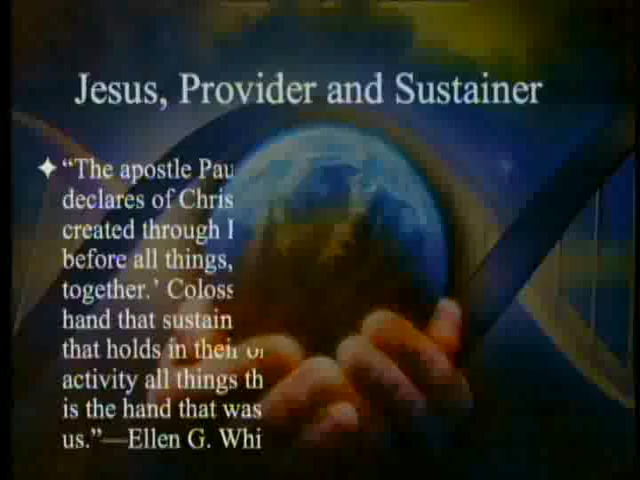 Jesus, Provider and Sustainer
“The apostle Pau
declares of Chris
created through
before all things,
together.’ Coloss
hand that sustain
that holds in their
activity all things th
is the hand that was
us.”—Ellen G. Whi